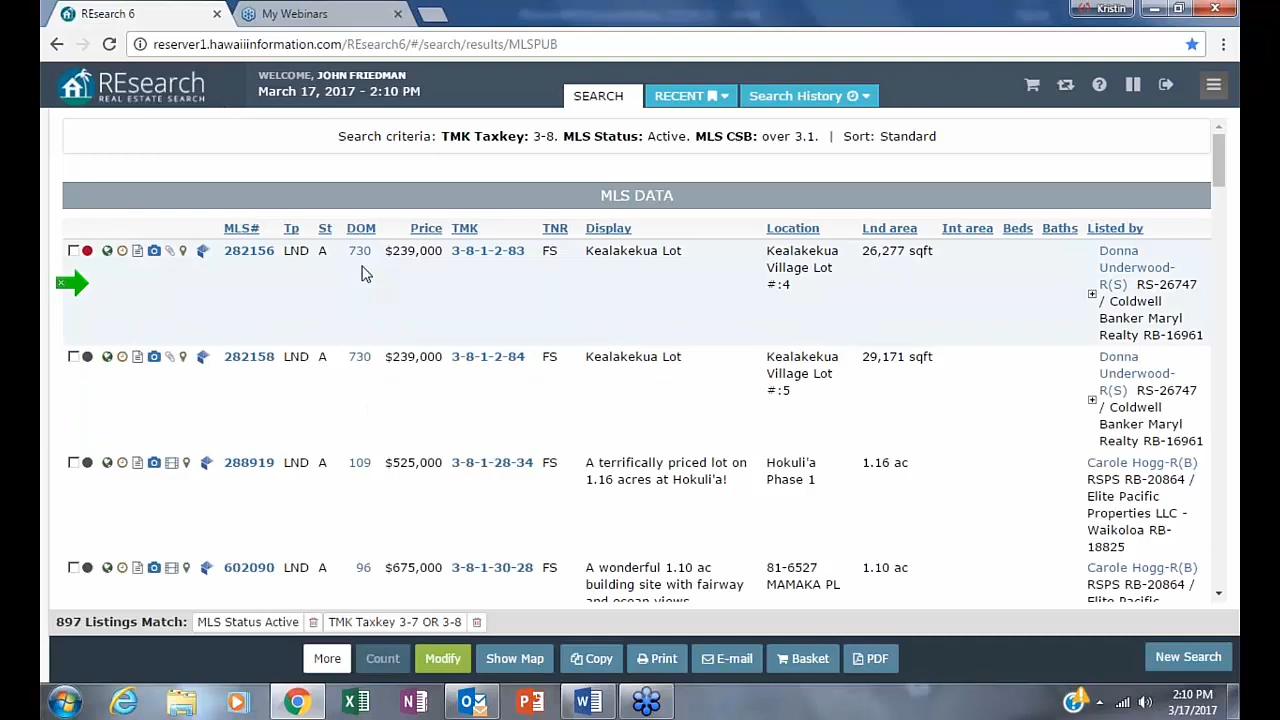 REsearch 6
My Webinars
Kristin
reserver1.hawaiiinformation.com/REsearch6/#/search/results/MLSPUB
REsearch
REAL ESTATE SEARCH
WELCOME, JOHN FRIEDMAN
March 17, 2017 - 2:10 PM
SEARCH
RECENT
Search History
Search criteria: TMK Taxkey: 3-8. MLS Status: Active. MLS CSB: over 3.1. | Sort: Standard
MLS DATA
MLS# Tp St DOM Price TMK TNR Display Location Lnd area Int area Beds Baths Listed by
282156 LND A 730 $239,000 3-8-1-2-83 FS Kealakekua Lot Kealakekua 26,277 sqft Donna
Village Lot Underwood-
#:4 R(S) RS-26747
/ Coldwell
Banker Maryl
Realty RB-16961
282158 LND A 730 $239,000 3-8-1-2-84 FS Kealakekua Lot Kealakekua 29,171 sqft Donna
Village Lot Underwood-
#:5 R(S) RS-26747
/ Coldwell
Banker Maryl
Realty RB-16961
288919 LND A 109 $525,000 3-8-1-28-34 FS A terrifically priced lot on Hokuli'a 1.16 ac Carole Hogg-R(B)
1.16 acres at Hokuli'a! Phase 1 RSPS RB-20864 /
Elite Pacific
Properties LLC -
Waikoloa RB-
18825
602090 LND A 96 $675,000 3-8-1-30-28 FS A wonderful 1.10 ac 81-6527 1.10 ac Carole Hogg-R(B)
building site with fairway MAMAKA PL RSPS RB-20864 /
and ocean views Elite Pacific
897 Listings Match: MLS Status Active TMK Taxkey 3-7 OR 3-8
More Count Modify Show Map Copy Print E-mail Basket PDF New Search
2:10 PM
3/17/2017